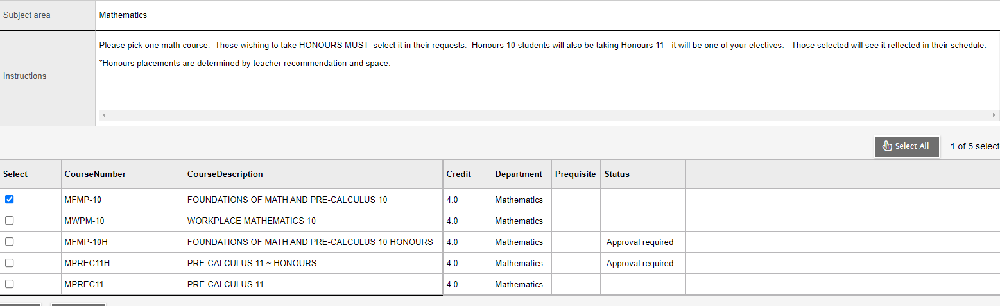 Subject area Mathematics
Please pick one math course. Those wishing to take HONOURS MUST select it in their requests. Honours 10 students will also be taking Honours 11 - it will be one of your electives. Those selected will see it reflected in their schedule.
*Honours placements are determined by teacher recommendation and space.
Instructions
Select All 1 of 5 select
Select CourseNumber CourseDescription Credit Department Prequisite Status
MFMP-10 FOUNDATIONS OF MATH AND PRE-CALCULUS 10 4.0 Mathematics
MWPM-10 WORKPLACE MATHEMATICS 10 4.0 Mathematics
MFMP-10H FOUNDATIONS OF MATH AND PRE-CALCULUS 10 HONOURS 4.0 Mathematics Approval required
MPREC11H PRE-CALCULUS 11 ~ HONOURS 4.0 Mathematics Approval required
MPREC11 PRE-CALCULUS 11 4.0 Mathematics